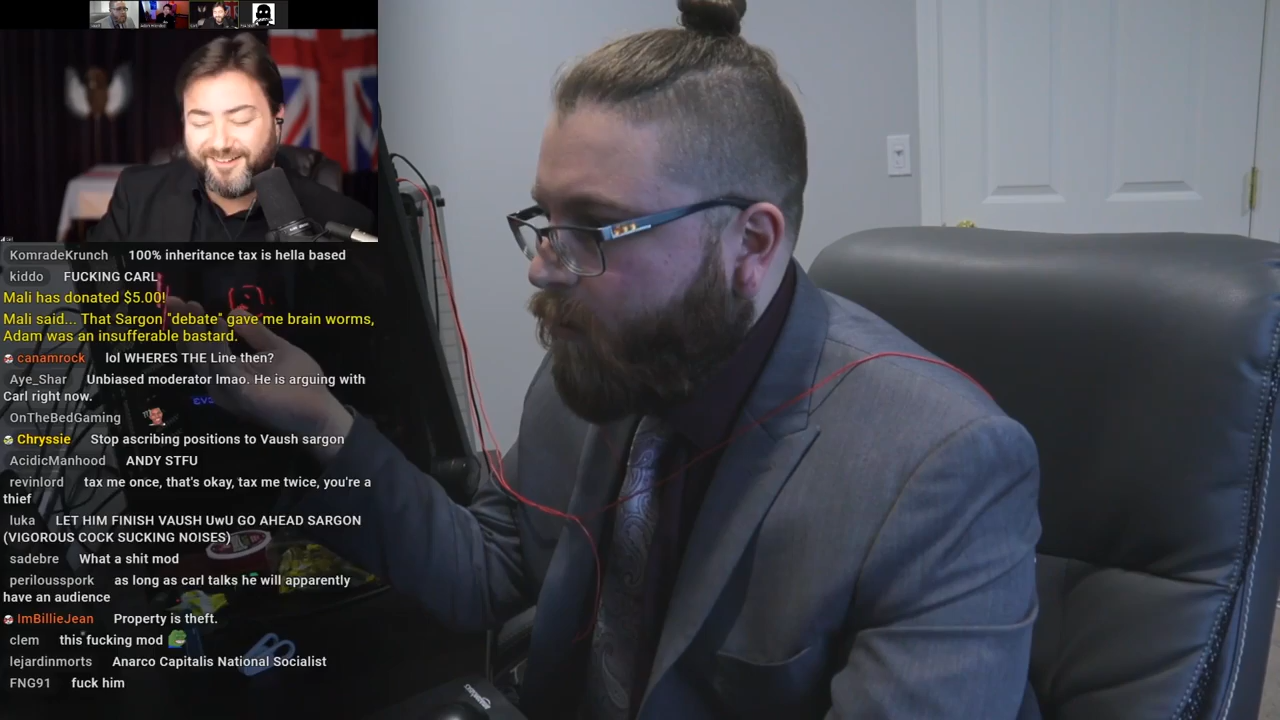 KomradeKrunch 100% inheritance tax is hella based
kiddo FUCKING CARL
Mali has donated $5.00!
Mali said... That Sargon "debate" gave me brain worms,
Adam was an insufferable bastard.
canamrock lol WHERES THE Line then?
Aye_Shar Unbiased moderator lmao. He is arguing with
Carl right now.
OnTheBedGaming
Chryssie Stop ascribing positions to Vaush sargon
AcidicManhood ANDY STFU
revinlord tax me once, that's okay, tax me twice, you're a
thief
luka LET HIM FINISH VAUSH UwU GO AHEAD SARGON
(VIGOROUS COCK SUCKING NOISES)
sadebre What a shit mod
perilousspork as long as carl talks he will apparently
have an audience
ImBillieJean Property is theft.
clem this fucking mod
lejardinmorts Anarco Capitalis National Socialist
FNG91 fuck him